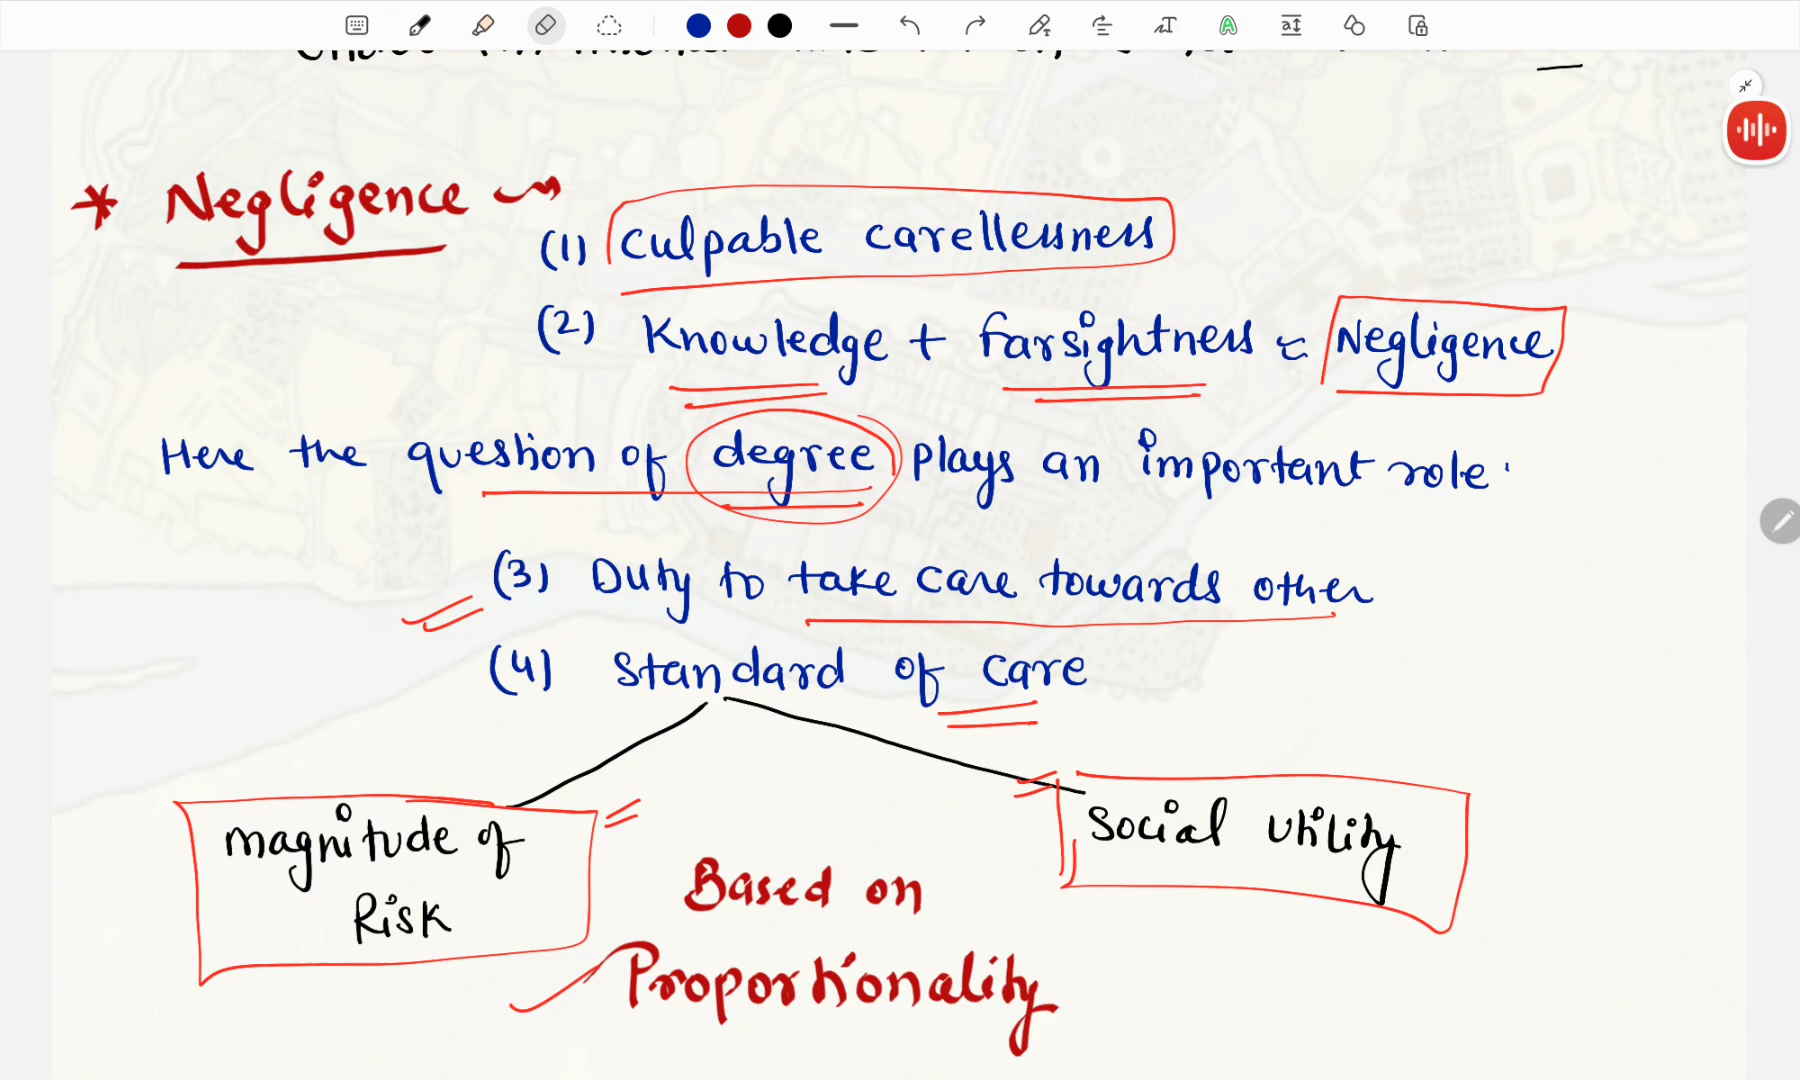 * Negligence
(1) Culpable carellessness
(2) Knowledge + farsightness = Negligence
Here the question of degree plays an important role.
(3) Duty to take care towards other
(4) Standard of care
magnitude of Risk
Social Utility
Based on
Proportionality